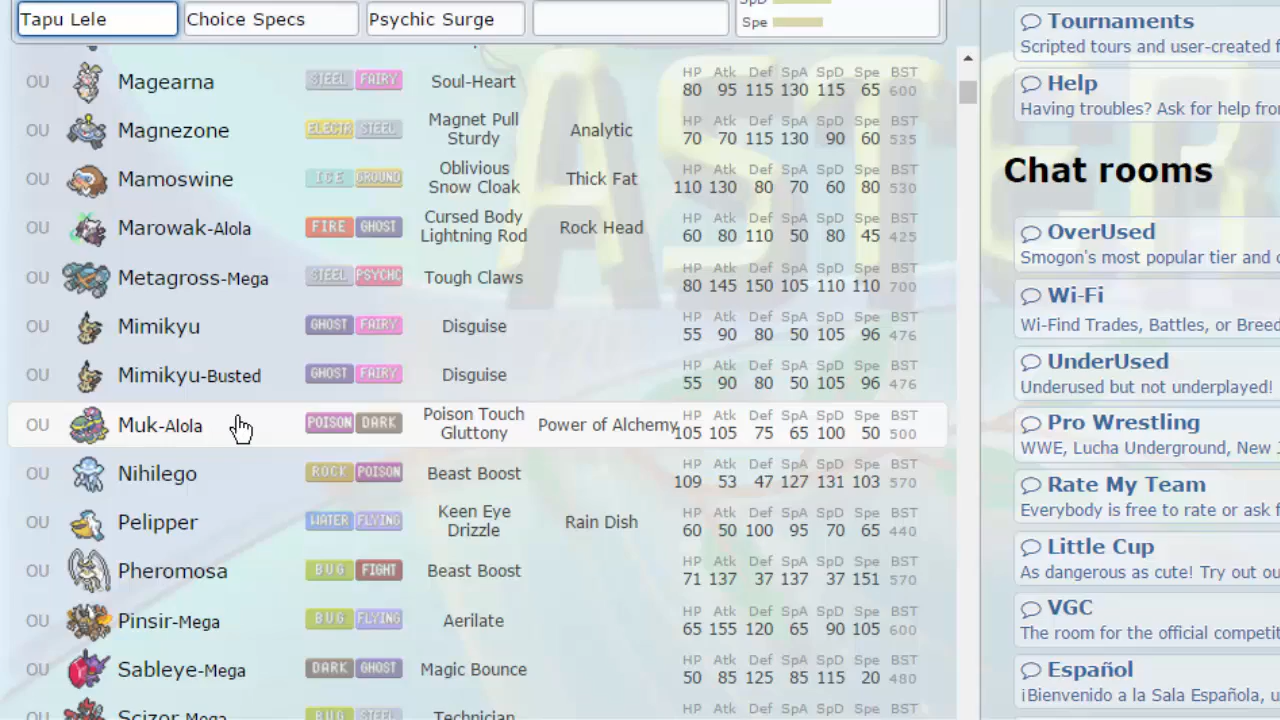 Tapu Lele Choice Specs Psychic Surge
SpD
Spe
OU Magearna STEEL FAIRY Soul-Heart HP 80 Atk 95 Def 115 SpA 130 SpD 115 Spe 65 BST 600
OU Magnezone ELECTR STEEL Magnet Pull Sturdy Analytic HP 70 Atk 70 Def 115 SpA 130 SpD 90 Spe 60 BST 535
OU Mamoswine ICE GROUND Oblivious Snow Cloak Thick Fat HP 110 Atk 130 Def 80 SpA 70 SpD 60 Spe 80 BST 530
OU Marowak-Alola FIRE GHOST Cursed Body Lightning Rod Rock Head HP 60 Atk 80 Def 110 SpA 50 SpD 80 Spe 45 BST 425
OU Metagross-Mega STEEL PSYCHC Tough Claws HP 80 Atk 145 Def 150 SpA 105 SpD 110 Spe 110 BST 700
OU Mimikyu GHOST FAIRY Disguise HP 55 Atk 90 Def 80 SpA 50 SpD 105 Spe 96 BST 476
OU Mimikyu-Busted GHOST FAIRY Disguise HP 55 Atk 90 Def 80 SpA 50 SpD 105 Spe 96 BST 476
OU Muk-Alola POISON DARK Poison Touch Gluttony Power of Alchemy HP 105 Atk 105 Def 75 SpA 65 SpD 100 Spe 50 BST 500
OU Nihilego ROCK POISON Beast Boost HP 109 Atk 53 Def 47 SpA 127 SpD 131 Spe 103 BST 570
OU Pelipper WATER FLYING Keen Eye Drizzle Rain Dish HP 60 Atk 50 Def 100 SpA 95 SpD 70 Spe 65 BST 440
OU Pheromosa BUG FIGHT Beast Boost HP 71 Atk 137 Def 37 SpA 137 SpD 37 Spe 151 BST 570
OU Pinsir-Mega BUG FLYING Aerilate HP 65 Atk 155 Def 120 SpA 65 SpD 90 Spe 105 BST 600
OU Sableye-Mega DARK GHOST Magic Bounce HP 50 Atk 85 Def 125 SpA 85 SpD 115 Spe 20 BST 480
OU Scizor-Mega BUG STEEL Technician HP Atk Def SpA SpD Spe BST
Tournaments
Scripted tours and user-created
Help
Having troubles? Ask for help from
Chat rooms
OverUsed
Smogon's most popular tier and
Wi-Fi
Wi-Find Trades, Battles, or Breed
UnderUsed
Underused but not underplayed!
Pro Wrestling
WWE, Lucha Underground, New
Rate My Team
Everybody is free to rate or ask
Little Cup
As dangerous as cute! Try out ou
VGC
The room for the official competit
Español
¡Bienvenido a la Sala Española,